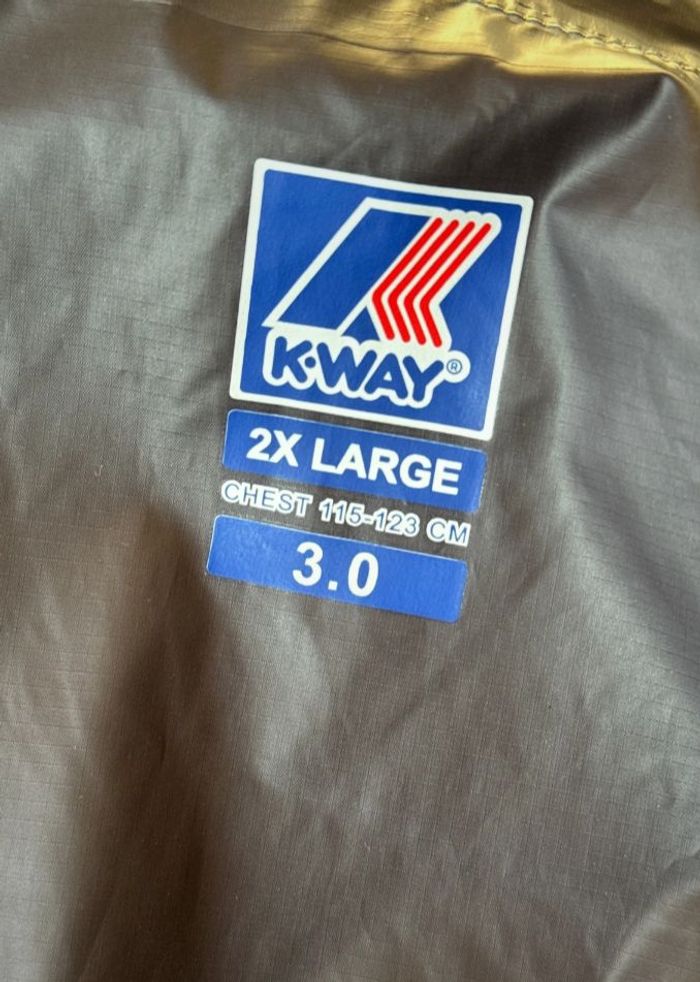 K·WAY®
2X LARGE
CHEST 115-123 CM
3.0